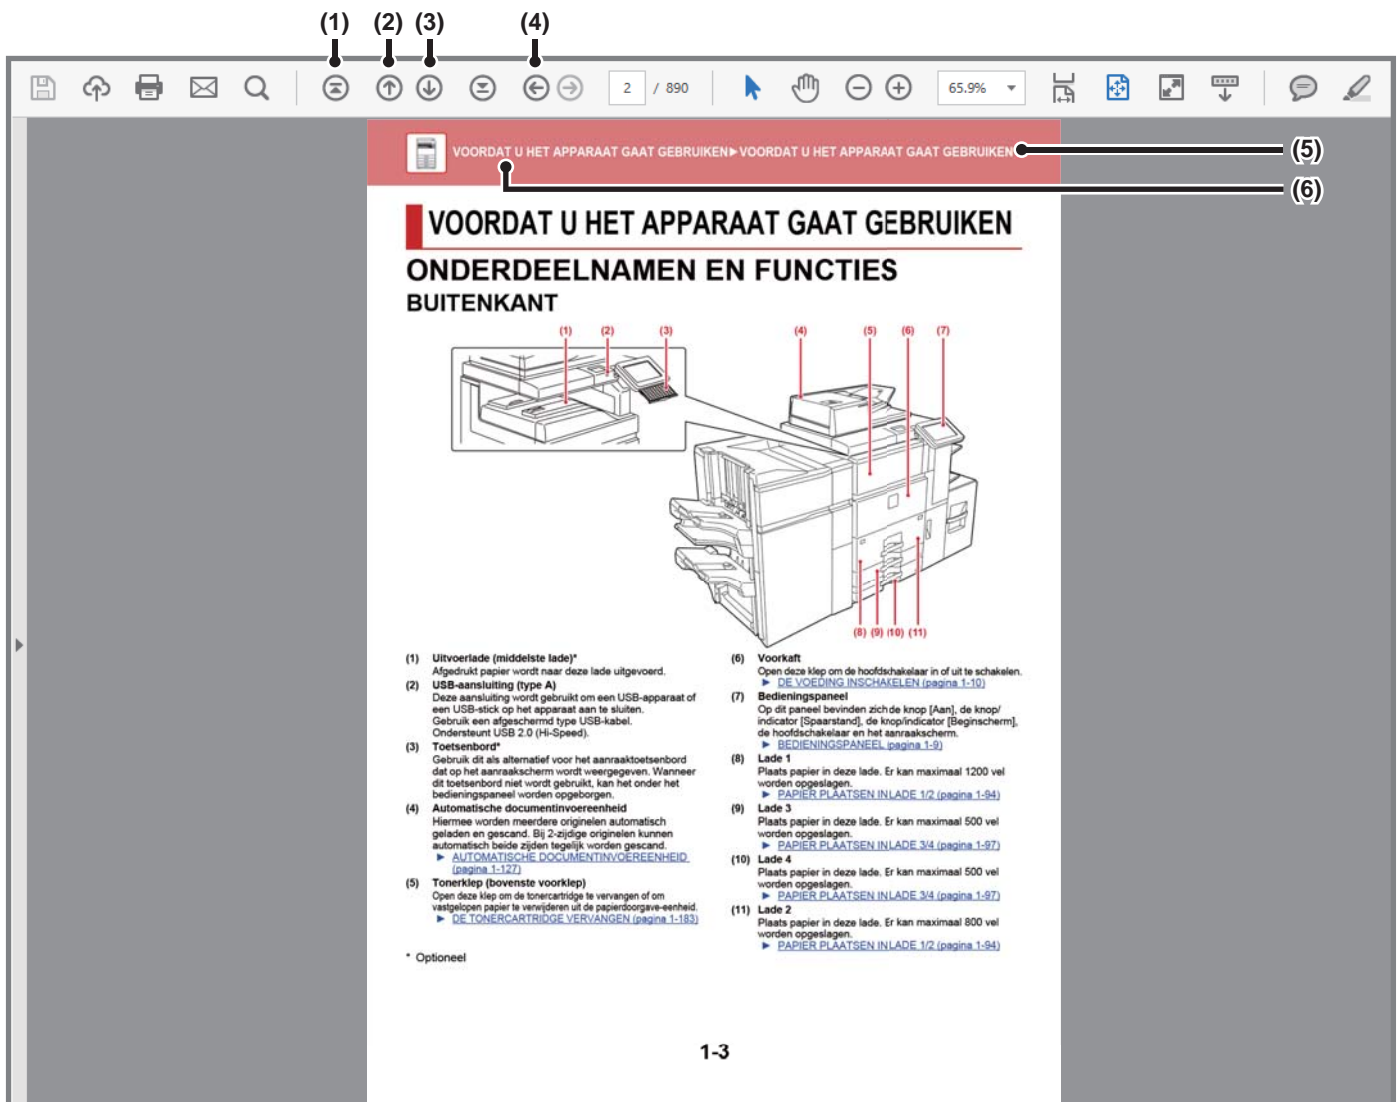 (1) (2) (3) (4)
2 / 890 65.9%
VOORDAT U HET APPARAAT GAAT GEBRUIKEN►VOORDAT U HET APPARAAT GAAT GEBRUIKEN
(5)
(6)
VOORDAT U HET APPARAAT GAAT GEBRUIKEN
ONDERDEELNAMEN EN FUNCTIES
BUITENKANT
(1) (2) (3) (4) (5) (6) (7)
(8) (9) (10) (11)
(1) Uitvoerlade (middelste lade)*
Afgedrukt papier wordt naar deze lade uitgevoerd.
(2) USB-aansluiting (type A)
Deze aansluiting wordt gebruikt om een USB-apparaat of
een USB-stick op het apparaat aan te sluiten.
Gebruik een afgeschermd type USB-kabel.
Ondersteunt USB 2.0 (Hi-Speed).
(3) Toetsenbord*
Gebruik dit als alternatief voor het aanraaktoetsenbord
dat op het aanraakscherm wordt weergegeven. Wanneer
dit toetsenbord niet wordt gebruikt, kan het onder het
bedieningspaneel worden opgeborgen.
(4) Automatische documentinvoereenheid
Hiermee worden meerdere originelen automatisch
geladen en gescand. Bij 2-zijdige originelen kunnen
automatisch beide zijden tegelijk worden gescand.
► AUTOMATISCHE DOCUMENTINVOEREENHEID
(pagina 1-127)
(5) Tonerklep (bovenste voorklep)
Open deze klep om de tonercartridge te vervangen of om
vastgelopen papier te verwijderen uit de papierdoorgave-eenheid.
► DE TONERCARTRIDGE VERVANGEN (pagina 1-183)
* Optioneel
(6) Voorkaft
Open deze klep om de hoofdschakelaar in of uit te schakelen.
► DE VOEDING INSCHAKELEN (pagina 1-10)
(7) Bedieningspaneel
Op dit paneel bevinden zich de knop [Aan], de knop/
indicator [Spaarstand], de knop/indicator [Beginscherm],
de hoofdschakelaar en het aanraakscherm.
► BEDIENINGSPANEEL (pagina 1-9)
(8) Lade 1
Plaats papier in deze lade. Er kan maximaal 1200 vel
worden opgeslagen.
► PAPIER PLAATSEN IN LADE 1/2 (pagina 1-94)
(9) Lade 3
Plaats papier in deze lade. Er kan maximaal 500 vel
worden opgeslagen.
► PAPIER PLAATSEN IN LADE 3/4 (pagina 1-97)
(10) Lade 4
Plaats papier in deze lade. Er kan maximaal 500 vel
worden opgeslagen.
► PAPIER PLAATSEN IN LADE 3/4 (pagina 1-97)
(11) Lade 2
Plaats papier in deze lade. Er kan maximaal 800 vel
worden opgeslagen.
► PAPIER PLAATSEN IN LADE 1/2 (pagina 1-94)
1-3